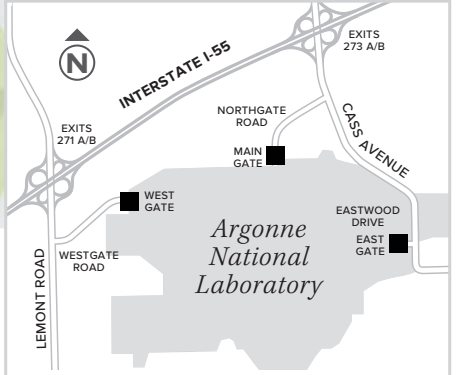 EXITS
273 A/B
N
INTERSTATE I-55
NORTHGATE
ROAD
CASS AVENUE
EXITS
271 A/B
MAIN
GATE
WEST
GATE
EASTWOOD
DRIVE
EAST
GATE
Argonne
National
Laboratory
WESTGATE
ROAD
LEMONT ROAD